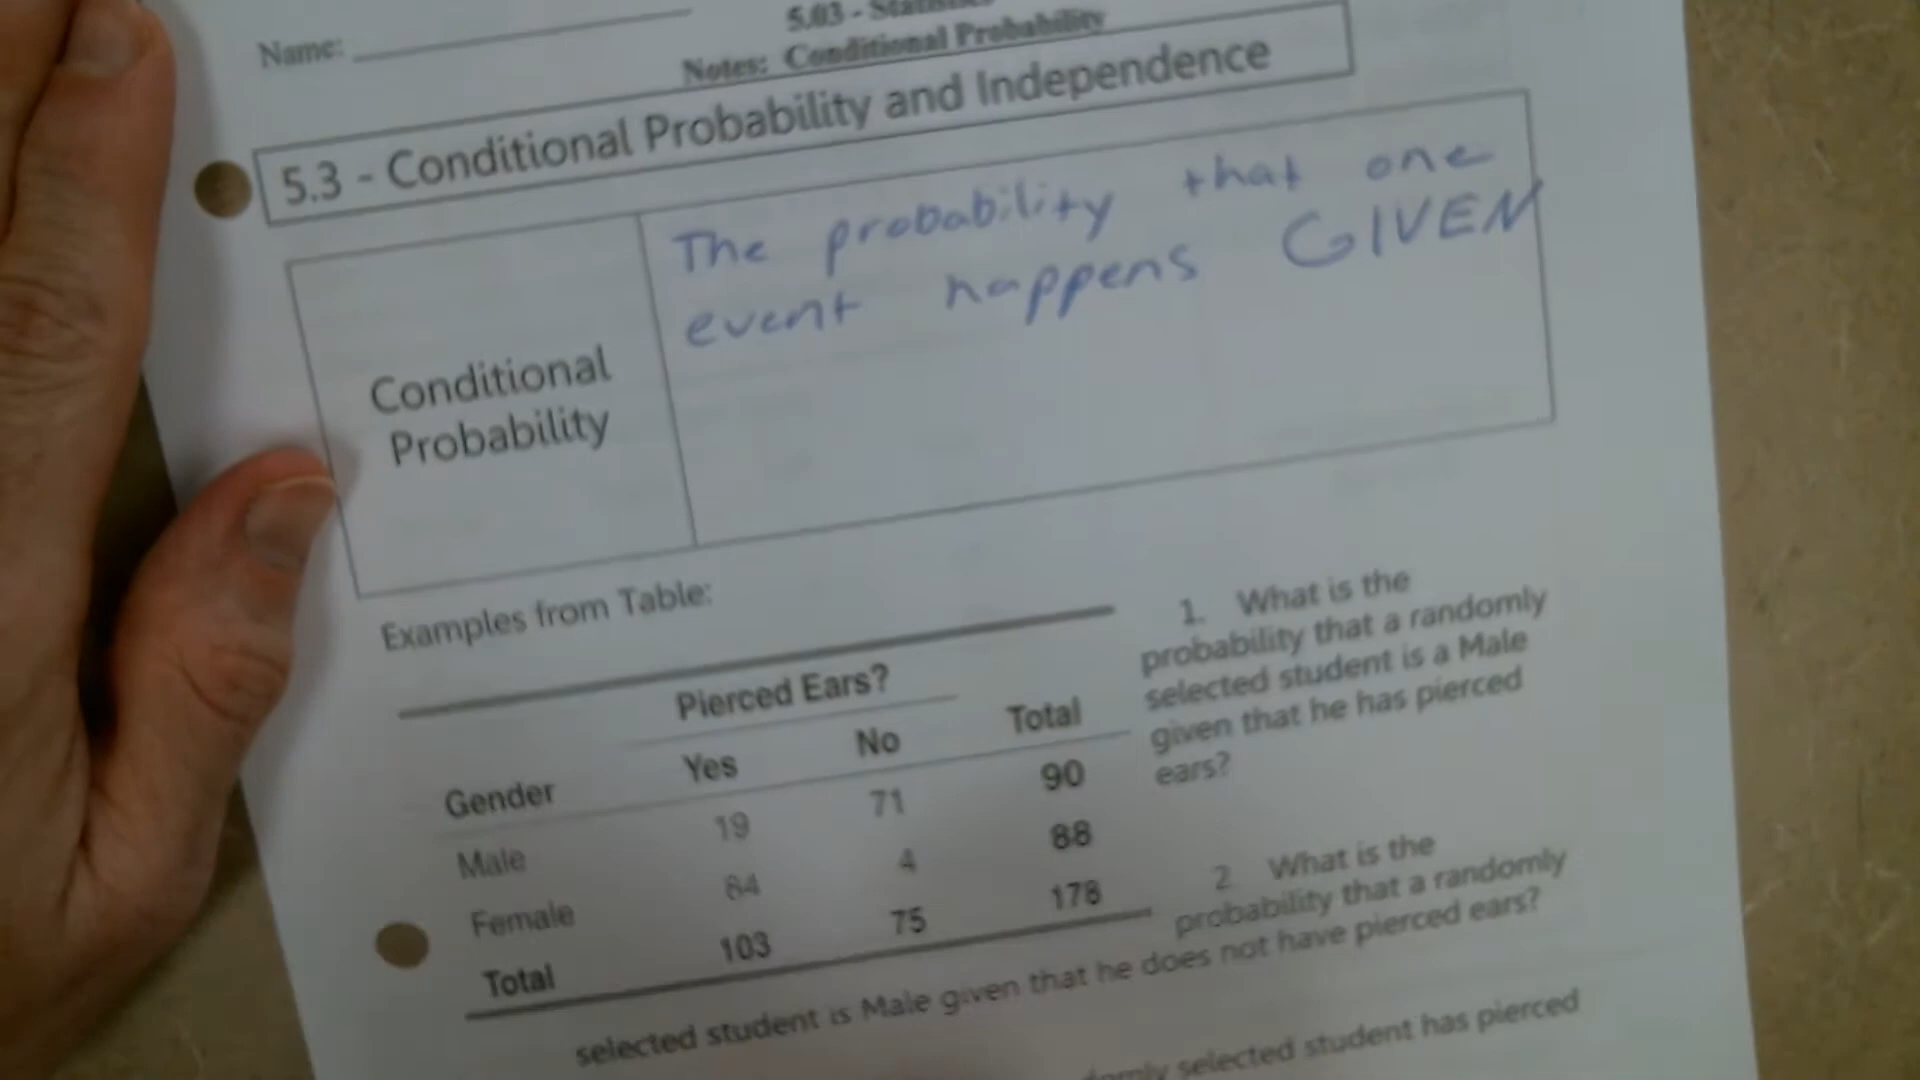 Name:
5.03 - Statistics
Notes: Conditional Probability
5.3 - Conditional Probability and Independence
The probability that one
event happens GIVEN
Conditional
Probability
Examples from Table:
Pierced Ears?
Gender Yes No Total
Male 19 71 90
Female 84 4 88
Total 103 75 178
1. What is the
probability that a randomly
selected student is a Male
given that he has pierced
ears?
2 What is the
probability that a randomly
selected student is Male given that he does not have pierced ears?
selected student has pierced